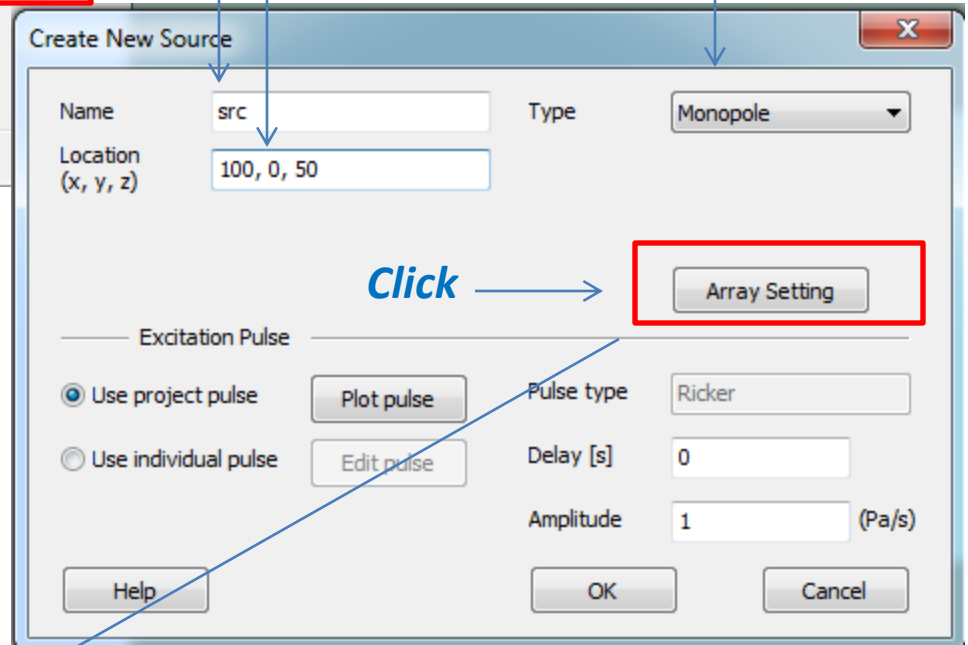 Create New Source
Name src Type Monopole
Location
(x, y, z) 100, 0, 50
Click Array Setting
Excitation Pulse
Use project pulse Plot pulse Pulse type Ricker
Use individual pulse Edit pulse Delay [s] 0
Amplitude 1 (Pa/s)
Help OK Cancel